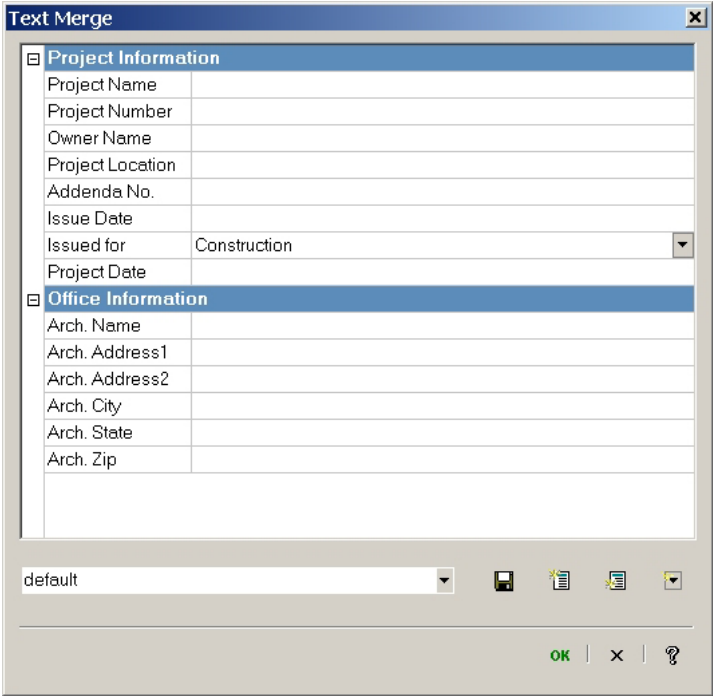 Text Merge
Project Information
Project Name
Project Number
Owner Name
Project Location
Addenda No.
Issue Date
Issued for Construction
Project Date
Office Information
Arch. Name
Arch. Address1
Arch. Address2
Arch. City
Arch. State
Arch. Zip
default
OK